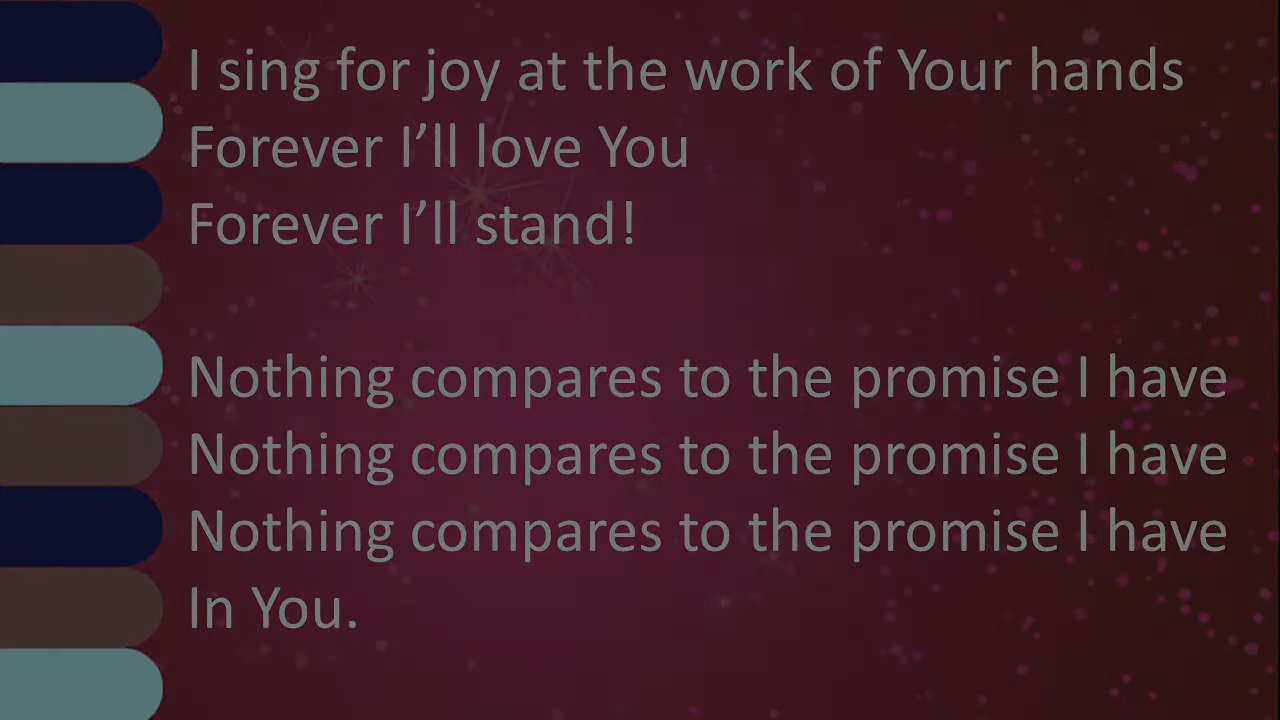 I sing for joy at the work of Your hands
Forever I’ll love You
Forever I’ll stand!
Nothing compares to the promise I have
Nothing compares to the promise I have
Nothing compares to the promise I have
In You.